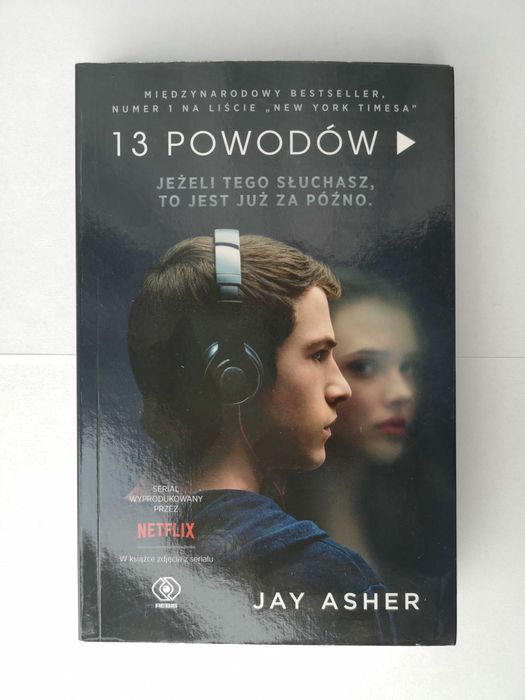 MIĘDZYNARODOWY BESTSELLER,
NUMER 1 NA LIŚCIE „NEW YORK TIMESA”
13 POWODÓW
JEŻELI TEGO SŁUCHASZ,
TO JEST JUŻ ZA PÓŹNO.
SERIAL
WYPRODUKOWANY
PRZEZ
NETFLIX
W książce zdjęcia z serialu
REBIS
JAY ASHER